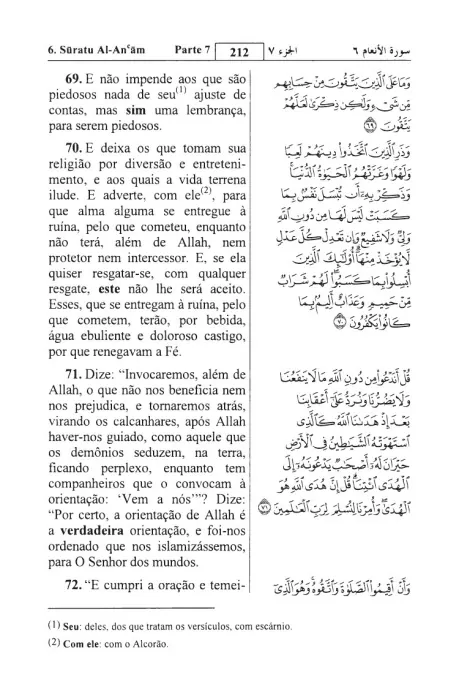 6. Sūratu Al-Anᶜām Parte 7 212 الجزء ٧ سورة الأنعام ٦
69. E não impende aos que são
piedosos nada de seu(1) ajuste de
contas, mas sim uma lembrança,
para serem piedosos.
70. E deixa os que tomam sua
religião por diversão e entreteni-
mento, e aos quais a vida terrena
ilude. E adverte, com ele(2), para
que alma alguma se entregue à
ruína, pelo que cometeu, enquanto
não terá, além de Allah, nem
protetor nem intercessor. E, se ela
quiser resgatar-se, com qualquer
resgate, este não lhe será aceito.
Esses, que se entregam à ruína, pelo
que cometem, terão, por bebida,
água ebuliente e doloroso castigo,
por que renegavam a Fé.
71. Dize: “Invocaremos, além de
Allah, o que não nos beneficia nem
nos prejudica, e tornaremos atrás,
virando os calcanhares, após Allah
haver-nos guiado, como aquele que
os demônios seduzem, na terra,
ficando perplexo, enquanto tem
companheiros que o convocam à
orientação: ‘Vem a nós’”? Dize:
“Por certo, a orientação de Allah é
a verdadeira orientação, e foi-nos
ordenado que nos islamizássemos,
para O Senhor dos mundos.
72. “E cumpri a oração e temei-
وَمَا عَلَى ٱلَّذِينَ يَتَّقُونَ مِنْ حِسَابِهِم
مِّن شَىْءٍ وَلَٰكِن ذِكْرَىٰ لَعَلَّهُمْ
يَتَّقُونَ ۝٦٩
وَذَرِ ٱلَّذِينَ ٱتَّخَذُوا۟ دِينَهُمْ لَعِبًا
وَلَهْوًا وَغَرَّتْهُمُ ٱلْحَيَوٰةُ ٱلدُّنْيَا
وَذَكِّرْ بِهِۦٓ أَن تُبْسَلَ نَفْسٌۢ بِمَا
كَسَبَتْ لَيْسَ لَهَا مِن دُونِ ٱللَّهِ
وَلِىٌّ وَلَا شَفِيعٌ وَإِن تَعْدِلْ كُلَّ عَدْلٍ
لَّا يُؤْخَذْ مِنْهَآ أُو۟لَٰٓئِكَ ٱلَّذِينَ
أُبْسِلُوا۟ بِمَا كَسَبُوا۟ لَهُمْ شَرَابٌ
مِّنْ حَمِيمٍ وَعَذَابٌ أَلِيمٌۢ بِمَا
كَانُوا۟ يَكْفُرُونَ ۝٧٠
قُلْ أَنَدْعُوا۟ مِن دُونِ ٱللَّهِ مَا لَا يَنفَعُنَا
وَلَا يَضُرُّنَا وَنُرَدُّ عَلَىٰٓ أَعْقَابِنَا
بَعْدَ إِذْ هَدَىٰنَا ٱللَّهُ كَٱلَّذِى
ٱسْتَهْوَتْهُ ٱلشَّيَٰطِينُ فِى ٱلْأَرْضِ
حَيْرَانَ لَهُۥٓ أَصْحَٰبٌ يَدْعُونَهُۥٓ إِلَى
ٱلْهُدَى ٱئْتِنَا قُلْ إِنَّ هُدَى ٱللَّهِ هُوَ
ٱلْهُدَىٰ وَأُمِرْنَا لِنُسْلِمَ لِرَبِّ ٱلْعَٰلَمِينَ ۝٧١
وَأَنْ أَقِيمُوا۟ ٱلصَّلَوٰةَ وَٱتَّقُوهُ وَهُوَ ٱلَّذِىٓ
(1) Seu: deles, dos que tratam os versículos, com escárnio.
(2) Com ele: com o Alcorão.